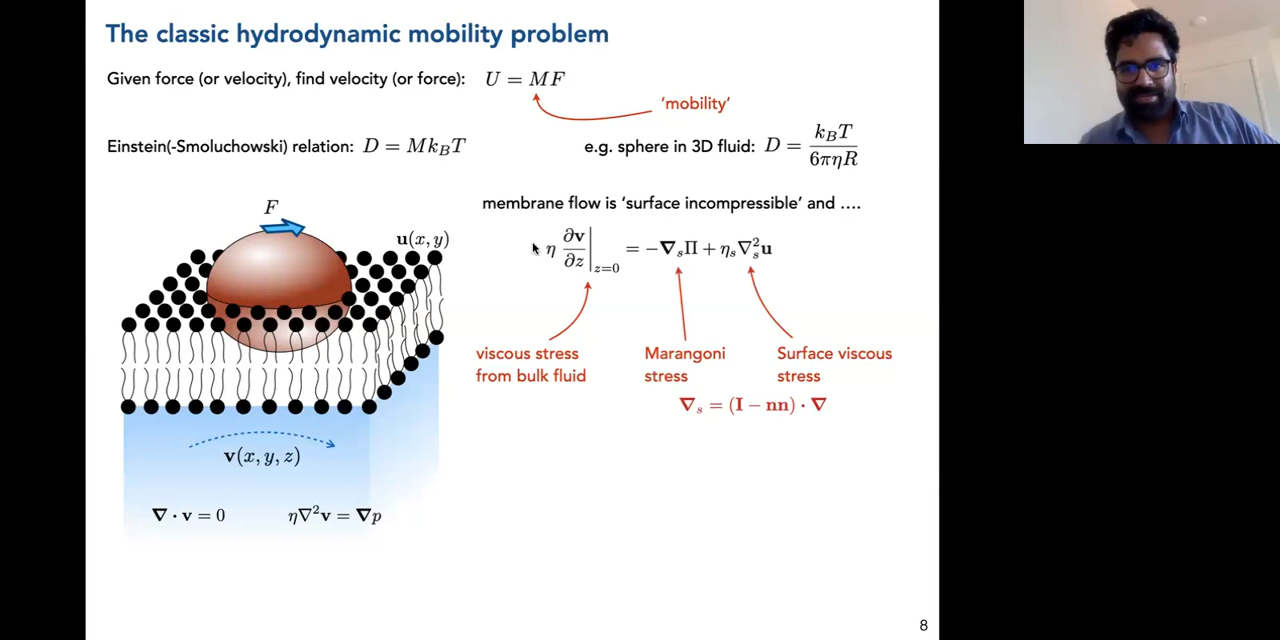 The classic hydrodynamic mobility problem
Given force (or velocity), find velocity (or force): U = MF
'mobility'
Einstein(-Smoluchowski) relation: D = Mk_BT
e.g. sphere in 3D fluid: D = k_BT / 6πηR
membrane flow is 'surface incompressible' and ....
F
u(x, y)
η ∂v/∂z |_{z=0} = −∇_sΠ + η_s∇_s²u
viscous stress
from bulk fluid
Marangoni
stress
Surface viscous
stress
∇_s = (I − nn) · ∇
v(x, y, z)
∇ · v = 0
η∇²v = ∇p
8